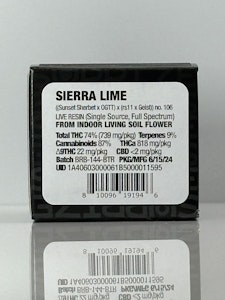 SIERRA LIME
((Sunset Sherbet x OGTT) x (rs11 x Geist)) no. 106
LIVE RESIN (Single Source, Full Spectrum)
FROM INDOOR LIVING SOIL FLOWER
Total THC 74% (739 mg/pkg) Terpenes 9%
Cannabinoids 87% THCa 818 mg/pkg
Δ9THC 22 mg/pkg CBD <2 mg/pkg
Batch BRB-144-BTR PKG/MFG 6/15/24
UID 1A4060300061B5000011595
8 10096 19194 6